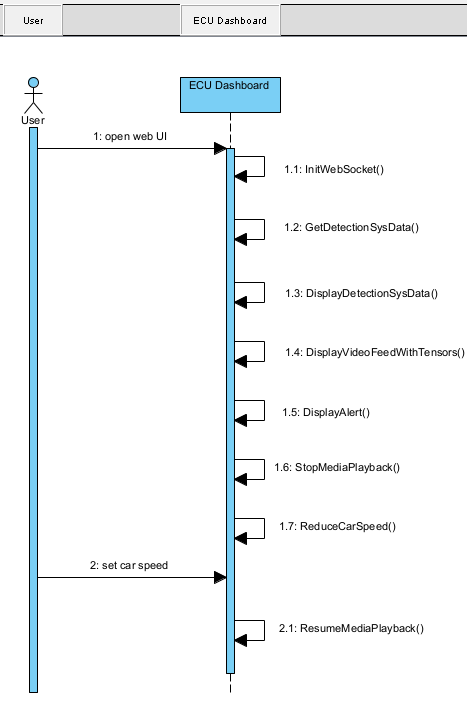 User
ECU Dashboard
ECU Dashboard
User
1: open web UI
1.1: InitWebSocket()
1.2: GetDetectionSysData()
1.3: DisplayDetectionSysData()
1.4: DisplayVideoFeedWithTensors()
1.5: DisplayAlert()
1.6: StopMediaPlayback()
1.7: ReduceCarSpeed()
2: set car speed
2.1: ResumeMediaPlayback()